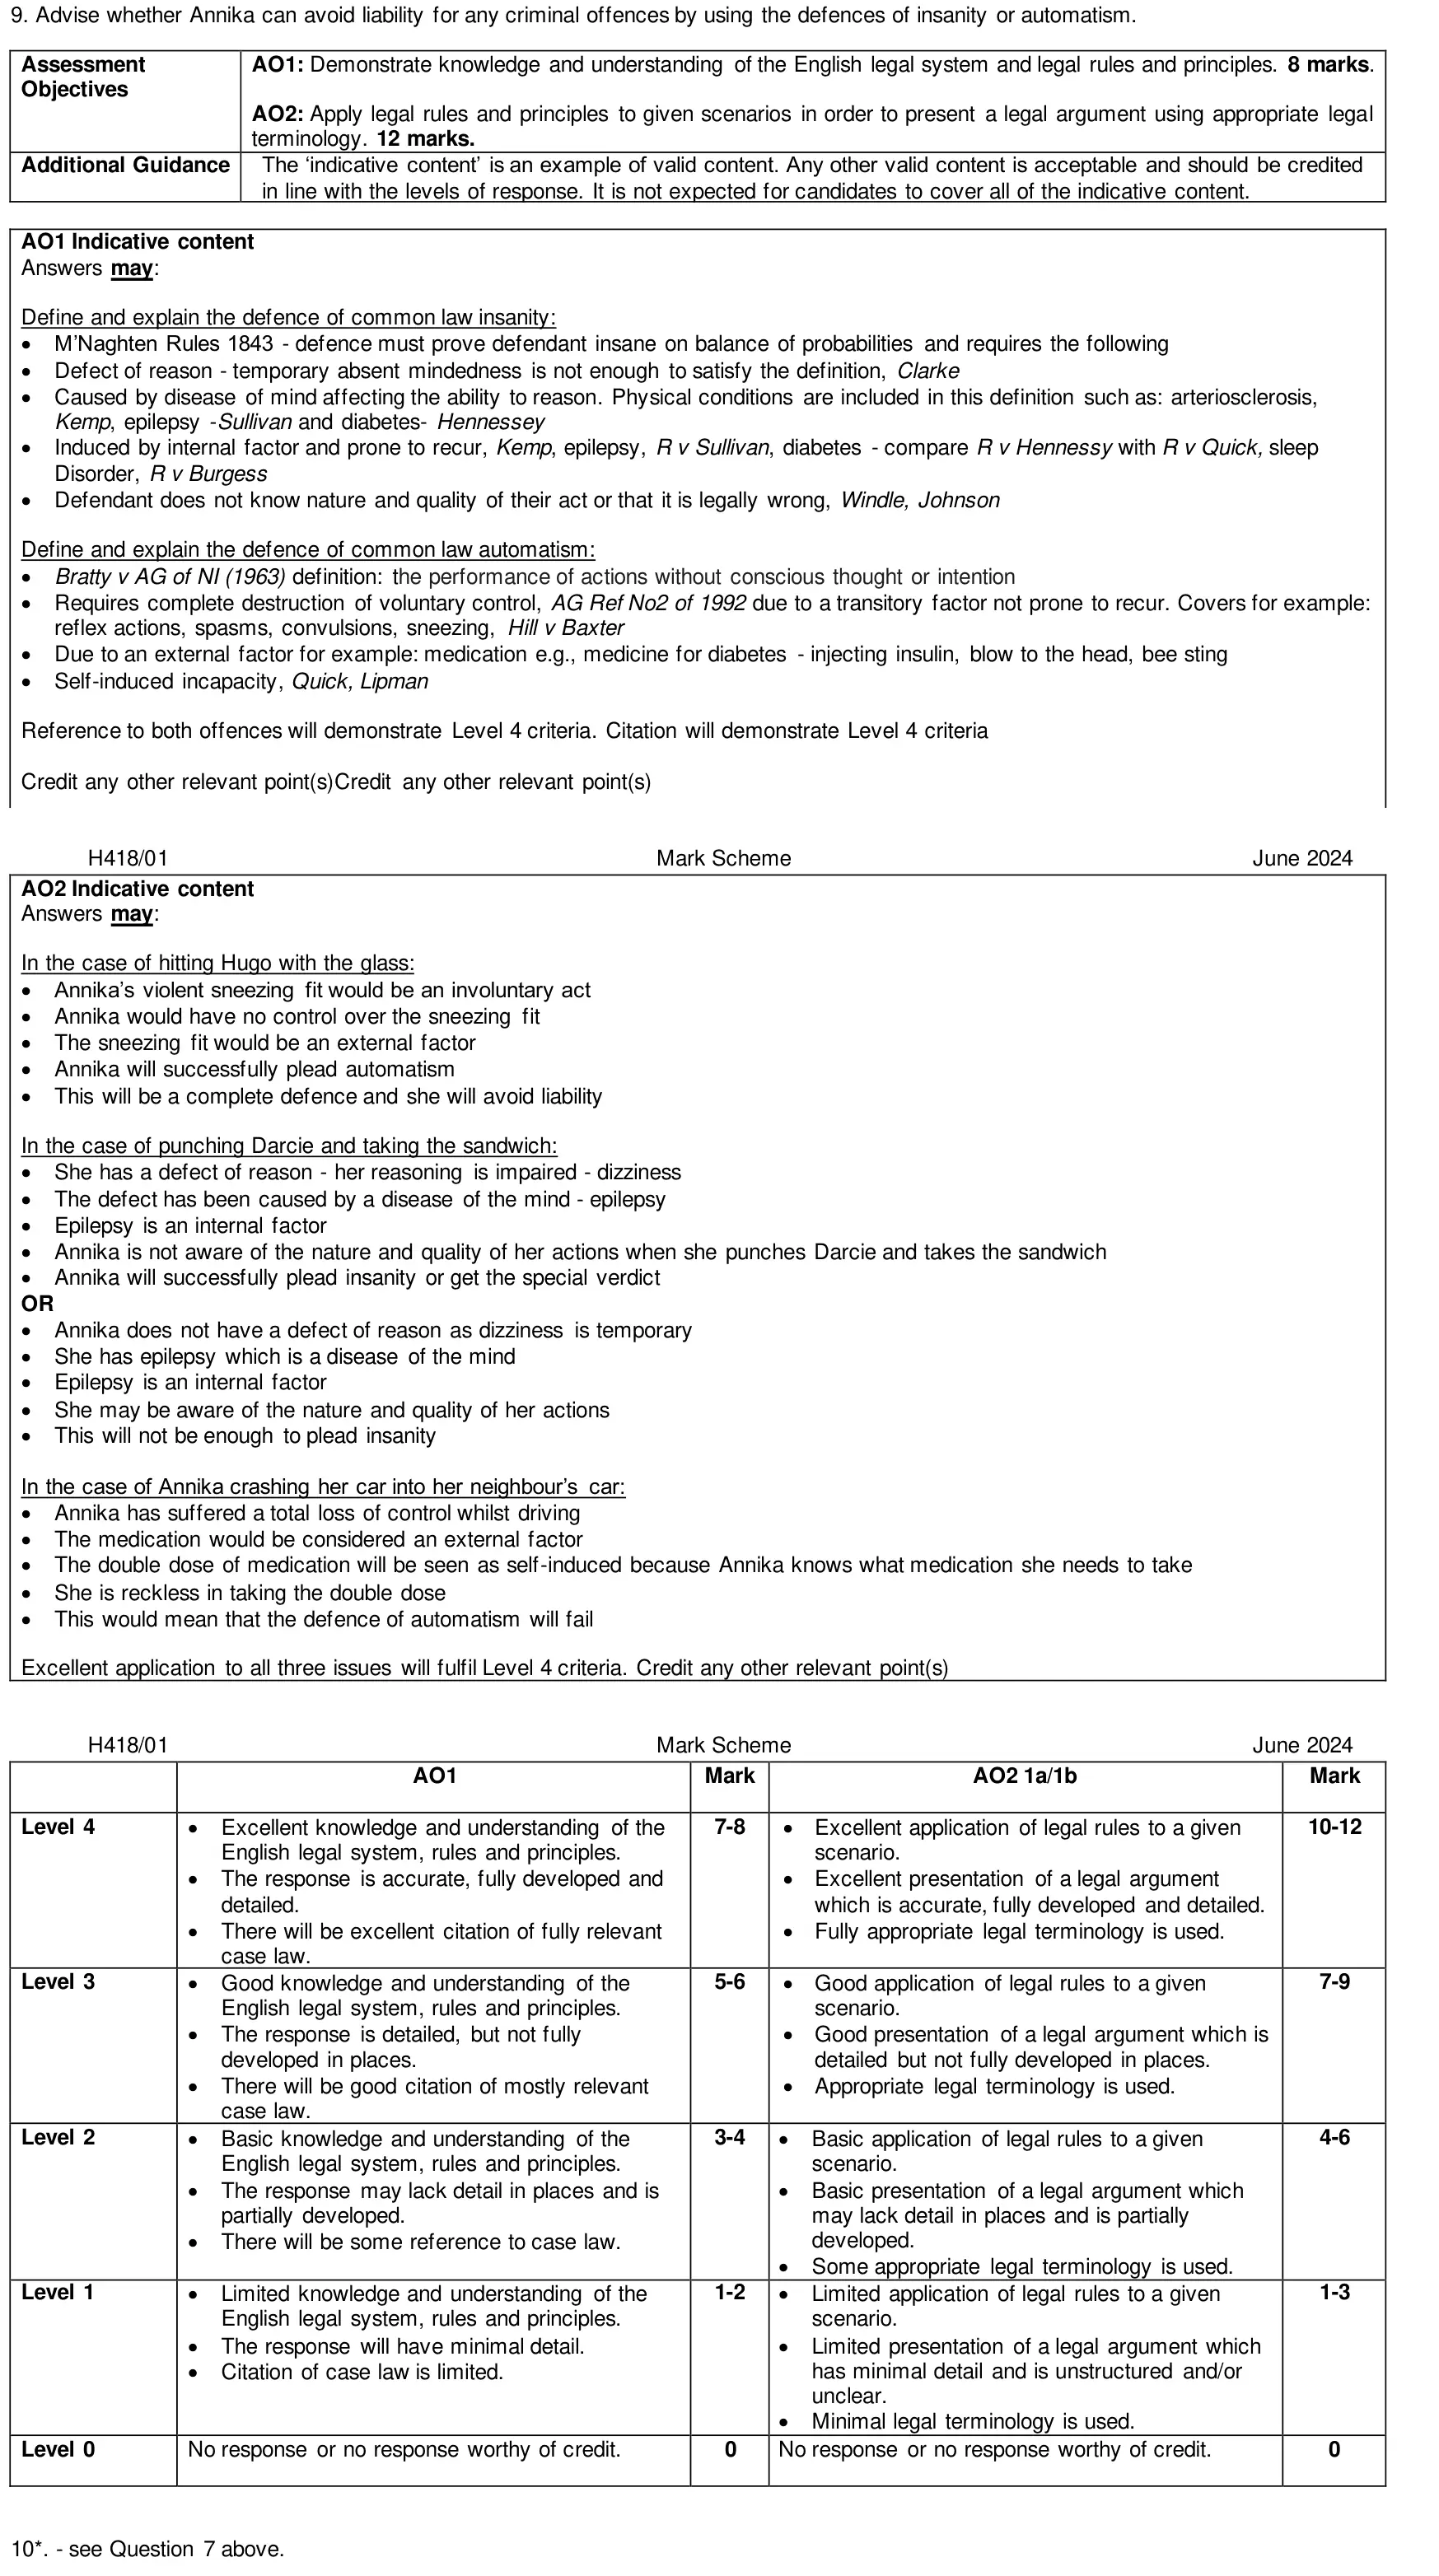 9. Advise whether Annika can avoid liability for any criminal offences by using the defences of insanity or automatism.
Assessment
Objectives
AO1: Demonstrate knowledge and understanding of the English legal system and legal rules and principles. 8 marks.
AO2: Apply legal rules and principles to given scenarios in order to present a legal argument using appropriate legal
terminology. 12 marks.
Additional Guidance
The ‘indicative content’ is an example of valid content. Any other valid content is acceptable and should be credited
in line with the levels of response. It is not expected for candidates to cover all of the indicative content.
AO1 Indicative content
Answers may:
Define and explain the defence of common law insanity:
• M’Naghten Rules 1843 - defence must prove defendant insane on balance of probabilities and requires the following
• Defect of reason - temporary absent mindedness is not enough to satisfy the definition, Clarke
• Caused by disease of mind affecting the ability to reason. Physical conditions are included in this definition such as: arteriosclerosis,
Kemp, epilepsy -Sullivan and diabetes- Hennessey
• Induced by internal factor and prone to recur, Kemp, epilepsy, R v Sullivan, diabetes - compare R v Hennessy with R v Quick, sleep
Disorder, R v Burgess
• Defendant does not know nature and quality of their act or that it is legally wrong, Windle, Johnson
Define and explain the defence of common law automatism:
• Bratty v AG of NI (1963) definition: the performance of actions without conscious thought or intention
• Requires complete destruction of voluntary control, AG Ref No2 of 1992 due to a transitory factor not prone to recur. Covers for example:
reflex actions, spasms, convulsions, sneezing, Hill v Baxter
• Due to an external factor for example: medication e.g., medicine for diabetes - injecting insulin, blow to the head, bee sting
• Self-induced incapacity, Quick, Lipman
Reference to both offences will demonstrate Level 4 criteria. Citation will demonstrate Level 4 criteria
Credit any other relevant point(s)Credit any other relevant point(s)
H418/01 Mark Scheme June 2024
AO2 Indicative content
Answers may:
In the case of hitting Hugo with the glass:
• Annika’s violent sneezing fit would be an involuntary act
• Annika would have no control over the sneezing fit
• The sneezing fit would be an external factor
• Annika will successfully plead automatism
• This will be a complete defence and she will avoid liability
In the case of punching Darcie and taking the sandwich:
• She has a defect of reason - her reasoning is impaired - dizziness
• The defect has been caused by a disease of the mind - epilepsy
• Epilepsy is an internal factor
• Annika is not aware of the nature and quality of her actions when she punches Darcie and takes the sandwich
• Annika will successfully plead insanity or get the special verdict
OR
• Annika does not have a defect of reason as dizziness is temporary
• She has epilepsy which is a disease of the mind
• Epilepsy is an internal factor
• She may be aware of the nature and quality of her actions
• This will not be enough to plead insanity
In the case of Annika crashing her car into her neighbour’s car:
• Annika has suffered a total loss of control whilst driving
• The medication would be considered an external factor
• The double dose of medication will be seen as self-induced because Annika knows what medication she needs to take
• She is reckless in taking the double dose
• This would mean that the defence of automatism will fail
Excellent application to all three issues will fulfil Level 4 criteria. Credit any other relevant point(s)
H418/01 Mark Scheme June 2024
AO1 Mark AO2 1a/1b Mark
Level 4
• Excellent knowledge and understanding of the
English legal system, rules and principles.
• The response is accurate, fully developed and
detailed.
• There will be excellent citation of fully relevant
case law.
7-8
• Excellent application of legal rules to a given
scenario.
• Excellent presentation of a legal argument
which is accurate, fully developed and detailed.
• Fully appropriate legal terminology is used.
10-12
Level 3
• Good knowledge and understanding of the
English legal system, rules and principles.
• The response is detailed, but not fully
developed in places.
• There will be good citation of mostly relevant
case law.
5-6
• Good application of legal rules to a given
scenario.
• Good presentation of a legal argument which is
detailed but not fully developed in places.
• Appropriate legal terminology is used.
7-9
Level 2
• Basic knowledge and understanding of the
English legal system, rules and principles.
• The response may lack detail in places and is
partially developed.
• There will be some reference to case law.
3-4
• Basic application of legal rules to a given
scenario.
• Basic presentation of a legal argument which
may lack detail in places and is partially
developed.
• Some appropriate legal terminology is used.
4-6
Level 1
• Limited knowledge and understanding of the
English legal system, rules and principles.
• The response will have minimal detail.
• Citation of case law is limited.
1-2
• Limited application of legal rules to a given
scenario.
• Limited presentation of a legal argument which
has minimal detail and is unstructured and/or
unclear.
• Minimal legal terminology is used.
1-3
Level 0
No response or no response worthy of credit.
0
No response or no response worthy of credit.
0
10*. - see Question 7 above.